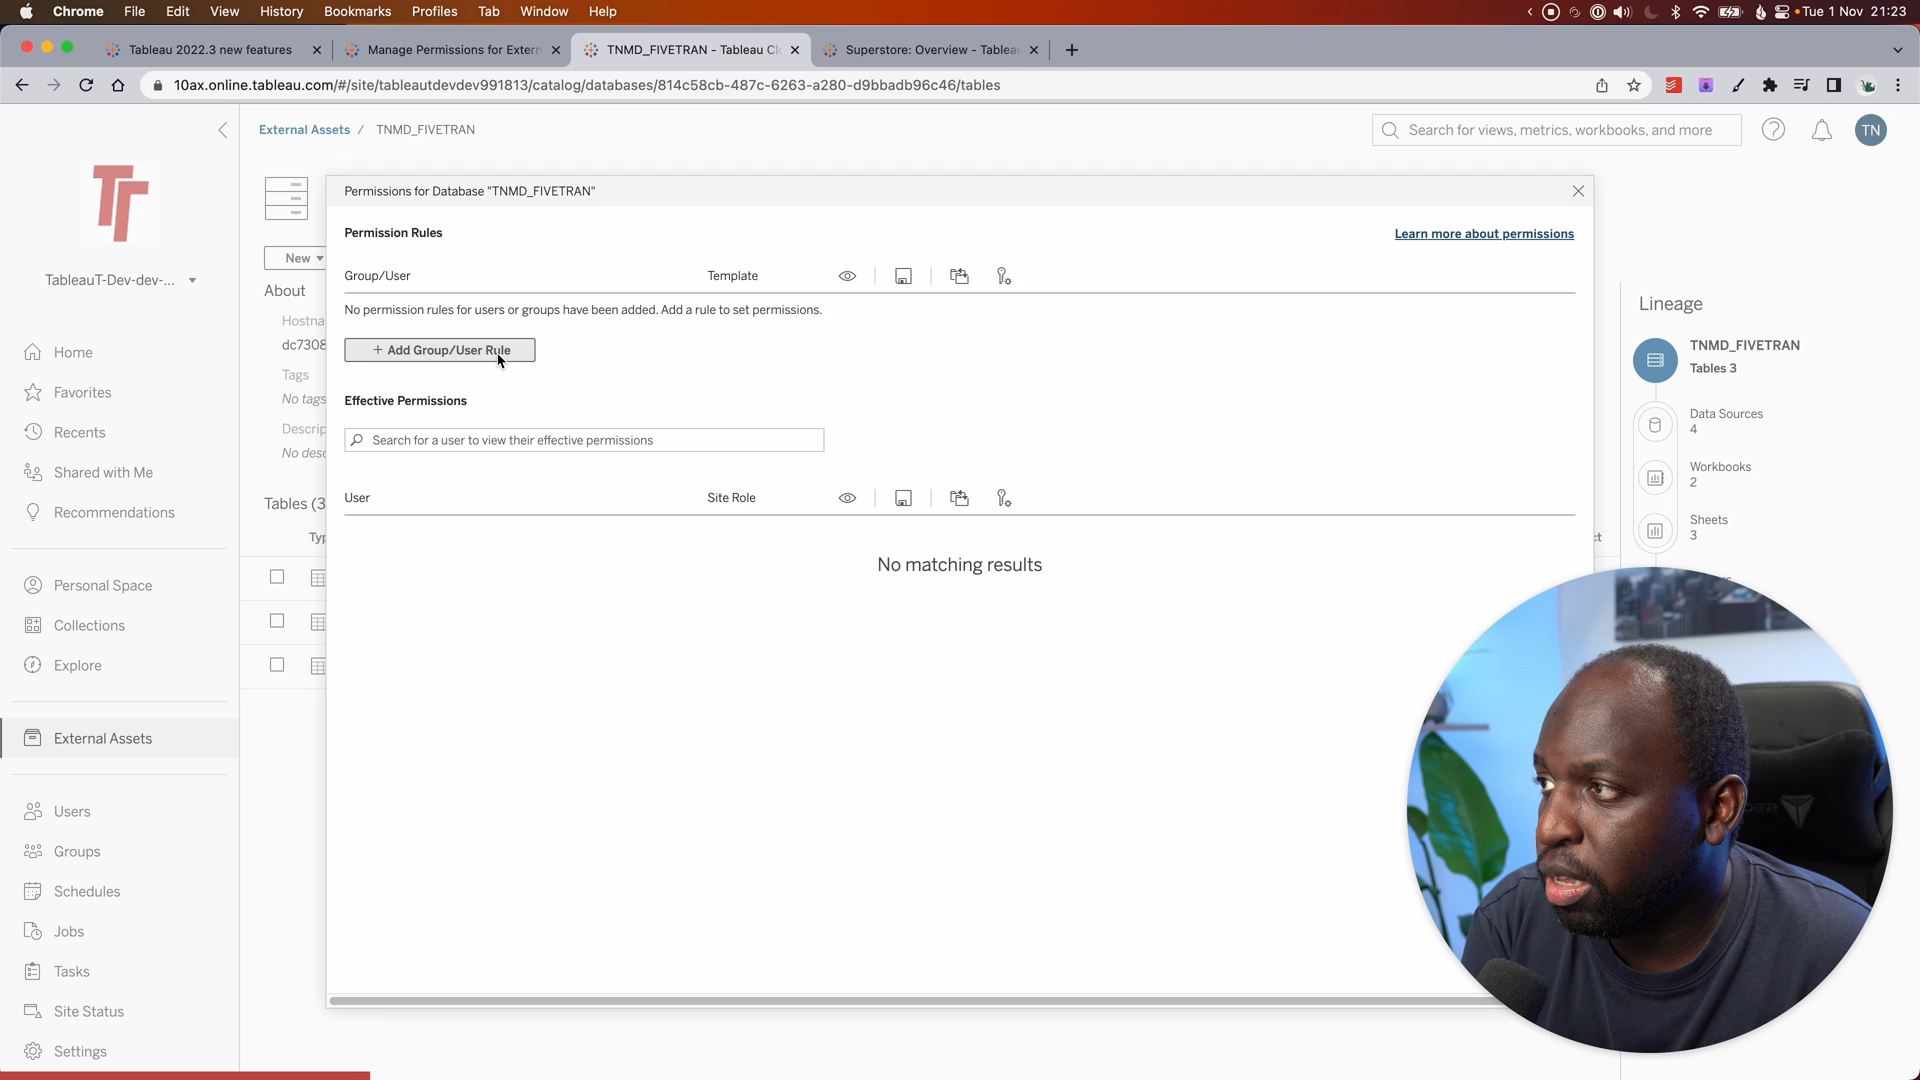 Chrome File Edit View History Bookmarks Profiles Tab Window Help Tue 1 Nov 21:23
Tableau 2022.3 new features Manage Permissions for Extern TNMD_FIVETRAN - Tableau Cl Superstore: Overview - Tablea
10ax.online.tableau.com/#/site/tableautdevdev991813/catalog/databases/814c58cb-487c-6263-a280-d9bbadb96c46/tables
External Assets / TNMD_FIVETRAN
Search for views, metrics, workbooks, and more
TN
TableauT-Dev-dev-...
Home
Favorites
Recents
Shared with Me
Recommendations
Personal Space
Collections
Explore
External Assets
Users
Groups
Schedules
Jobs
Tasks
Site Status
Settings
New
About
Hostna
dc7308
Tags
No tags
Descrip
No desc
Tables (3
Typ
Permissions for Database "TNMD_FIVETRAN"
Permission Rules
Learn more about permissions
Group/User Template
No permission rules for users or groups have been added. Add a rule to set permissions.
+ Add Group/User Rule
Effective Permissions
Search for a user to view their effective permissions
User Site Role
No matching results
ct
Lineage
TNMD_FIVETRAN
Tables 3
Data Sources
4
Workbooks
2
Sheets
3